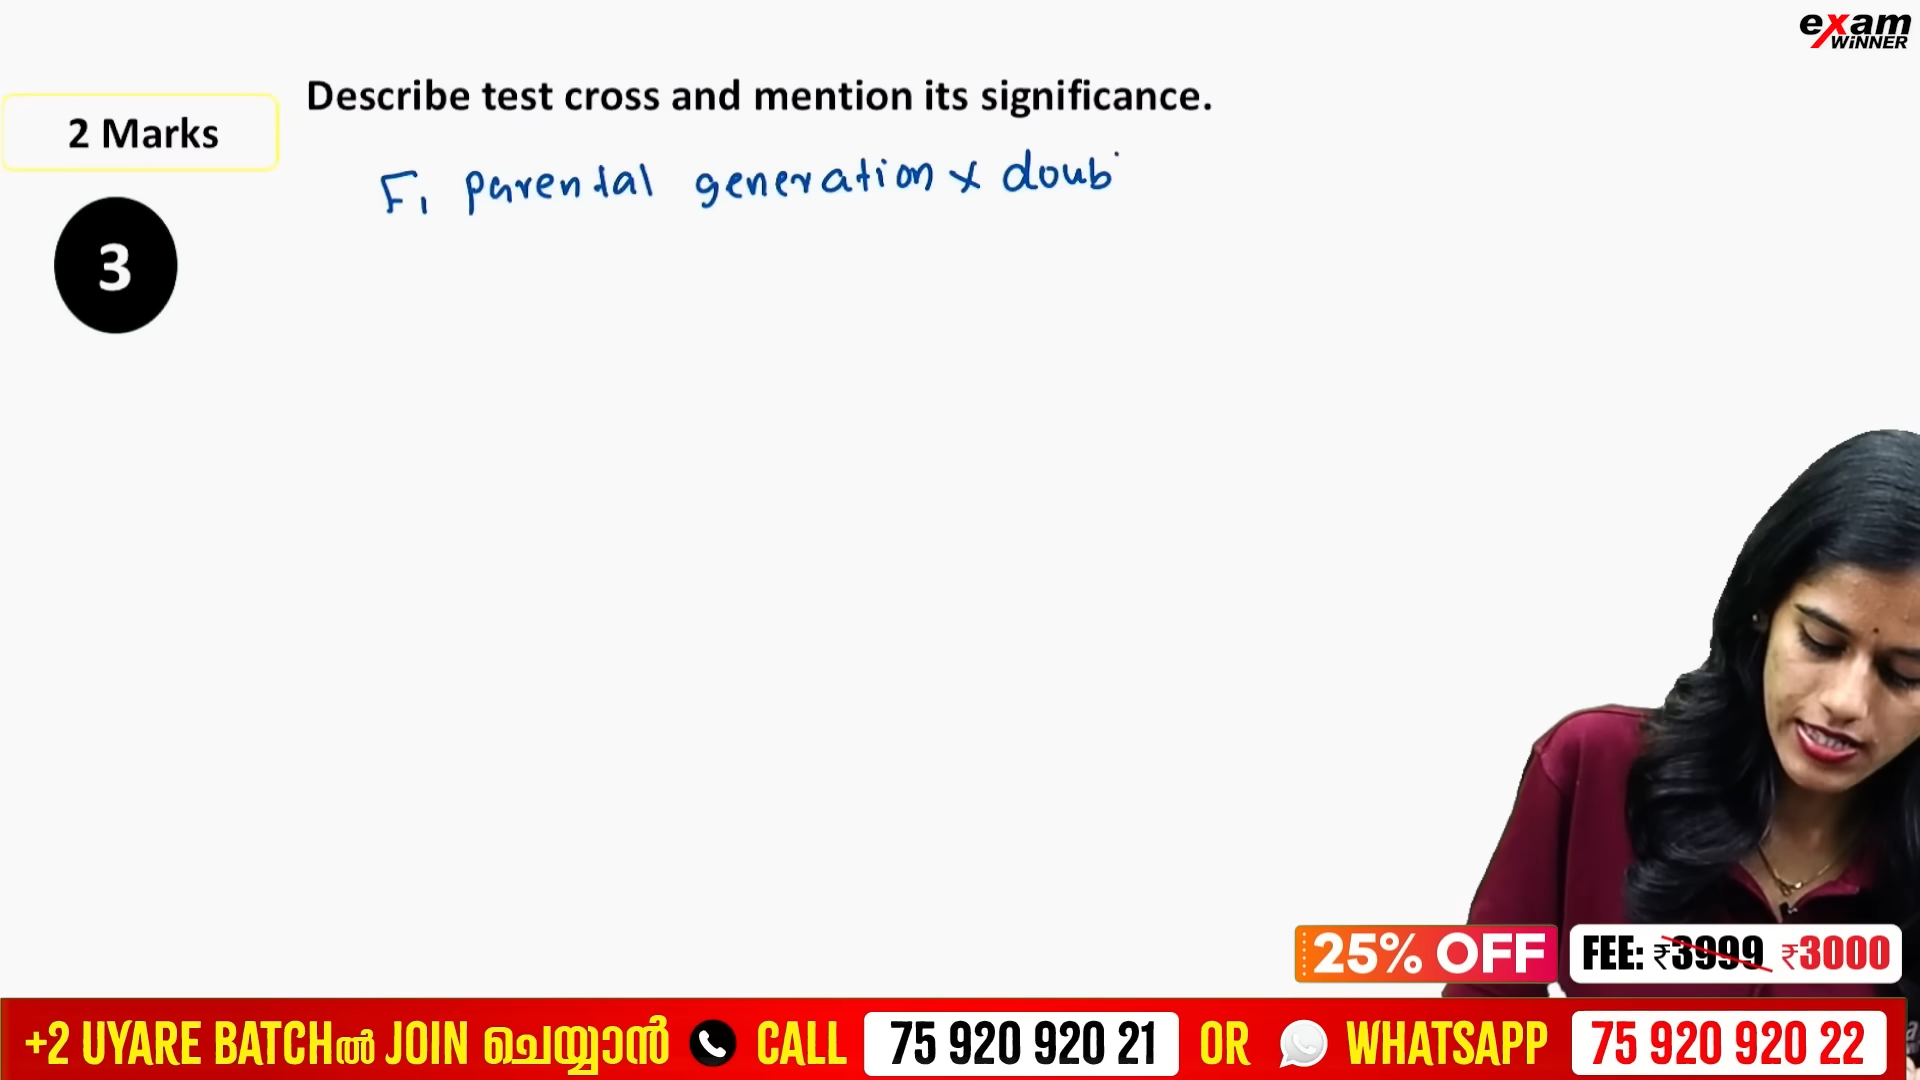 exam
WiNNER
Describe test cross and mention its significance.
2 Marks
F1 parental generation x doub
3
25% OFF FEE: ₹3999 ₹3000
+2 UYARE BATCHൽ JOIN ചെയ്യാൻ CALL 75 920 920 21 OR WHATSAPP 75 920 920 22